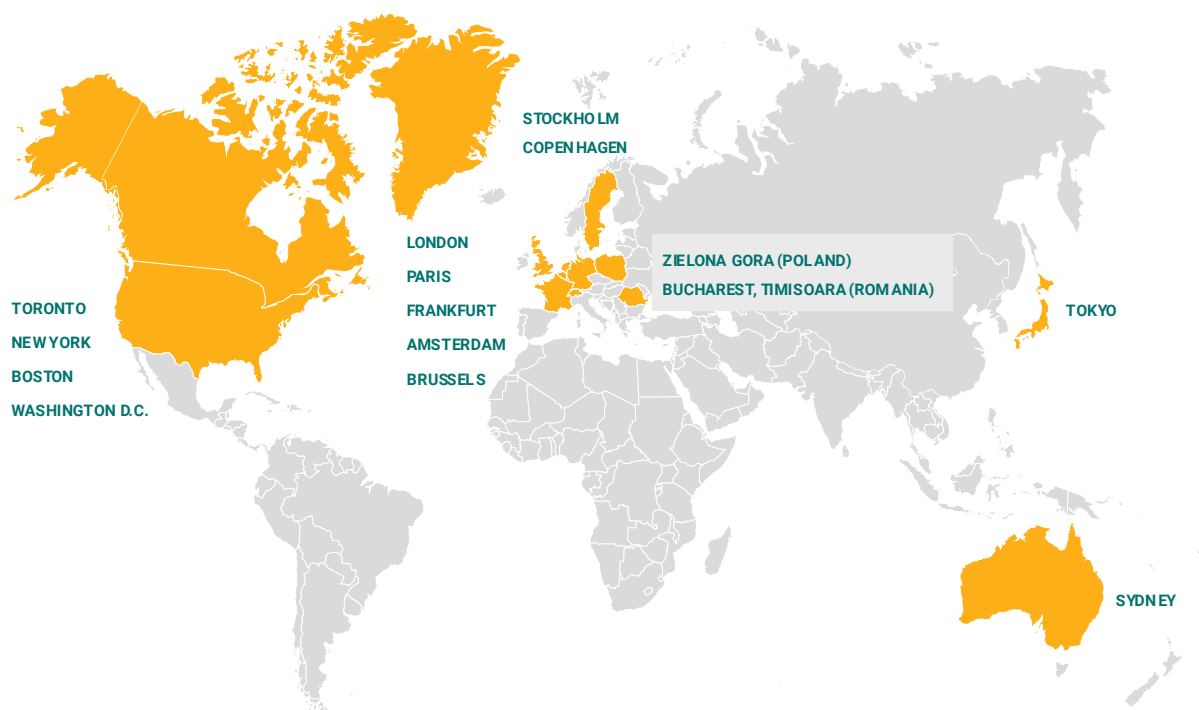 STOCKHOLM
COPENHAGEN
LONDON
PARIS
FRANKFURT
AMSTERDAM
BRUSSELS
ZIELONA GORA (POLAND)
BUCHAREST, TIMISOARA (ROMANIA)
TORONTO
NEW YORK
BOSTON
WASHINGTON D.C.
TOKYO
SYDNEY